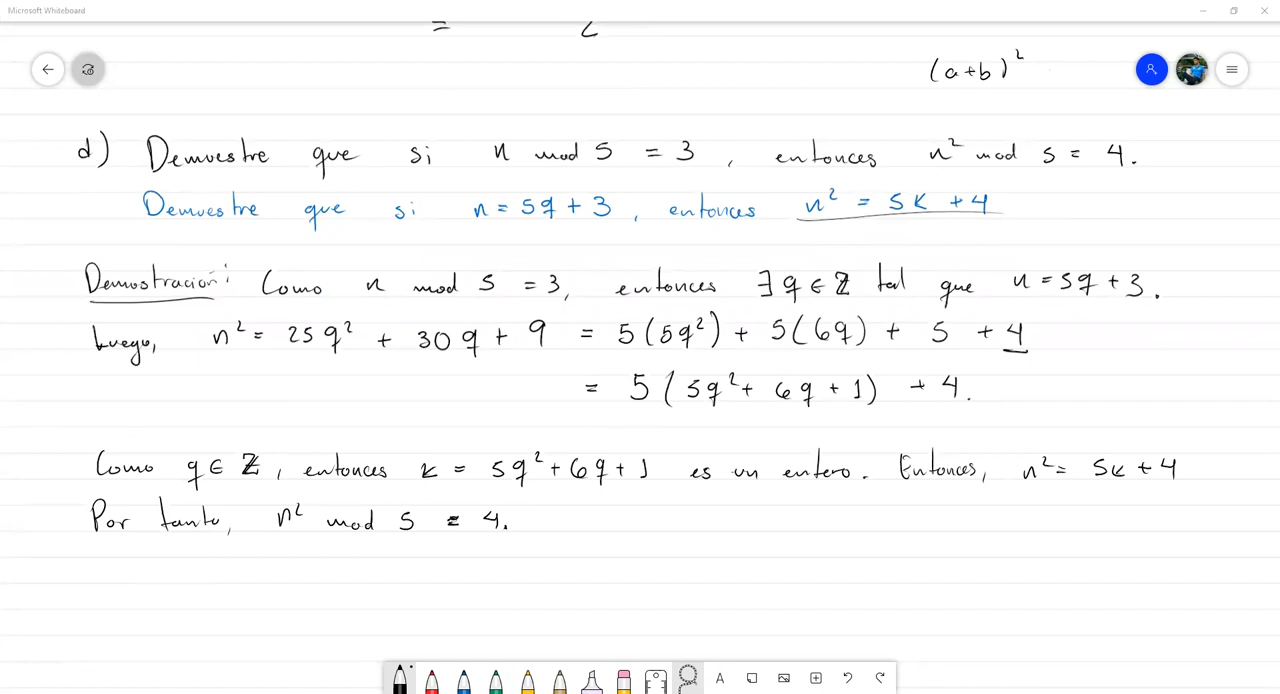 Microsoft Whiteboard
=
(a+b)²
d) Demuestre que si n mod 5 = 3, entonces n² mod 5 = 4.
Demuestre que si n = 5q + 3, entonces n² = 5k + 4
Demostración: Como n mod 5 = 3, entonces ∃ q ∈ ℤ tal que n = 5q + 3.
Luego, n² = 25q² + 30q + 9 = 5(5q²) + 5(6q) + 5 + 4
= 5(5q² + 6q + 1) + 4.
Como q ∈ ℤ, entonces k = 5q² + 6q + 1 es un entero. Entonces, n² = 5k + 4
Por tanto, n² mod 5 = 4.
A